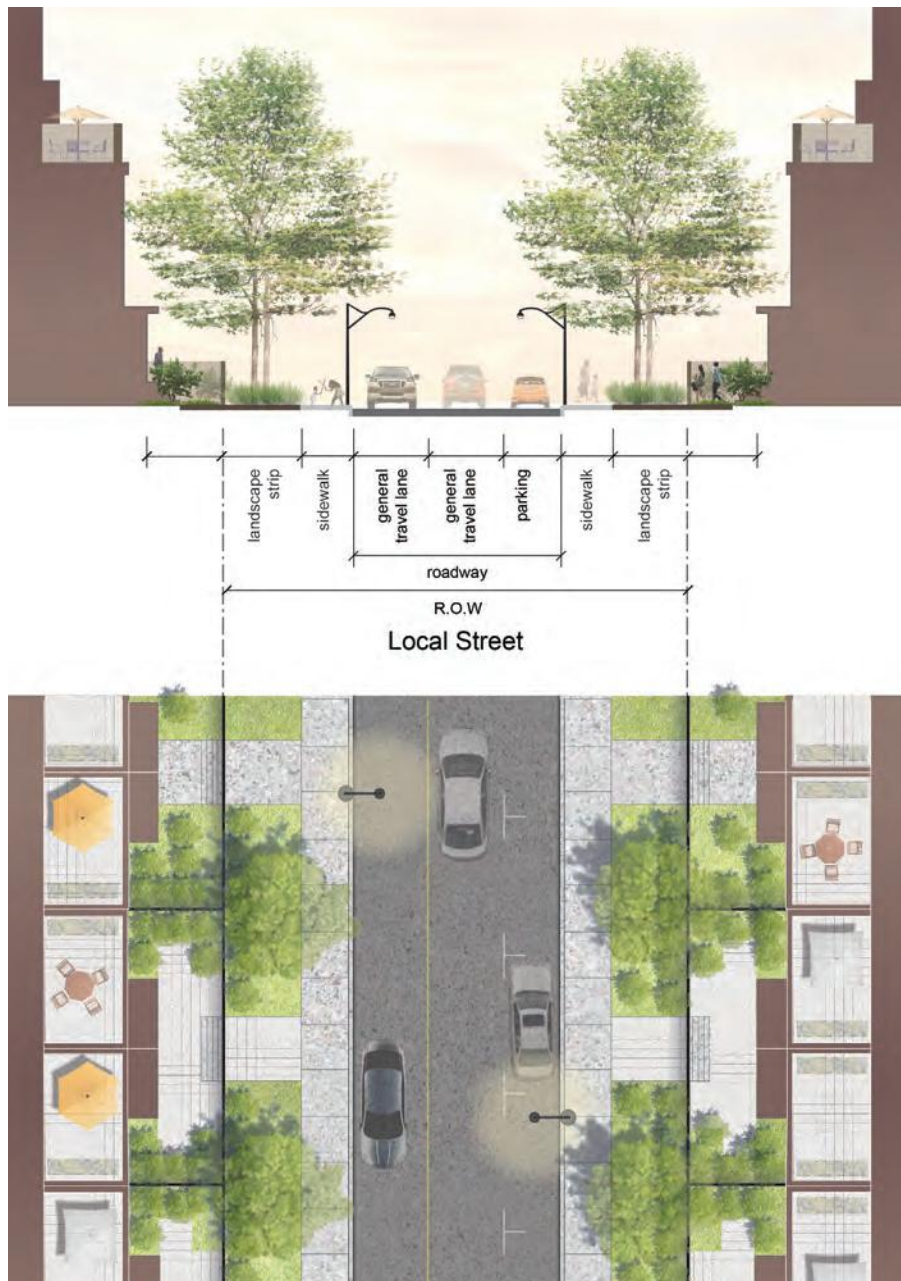 landscape
strip
sidewalk
general
travel lane
general
travel lane
parking
sidewalk
landscape
strip
roadway
R.O.W
Local Street